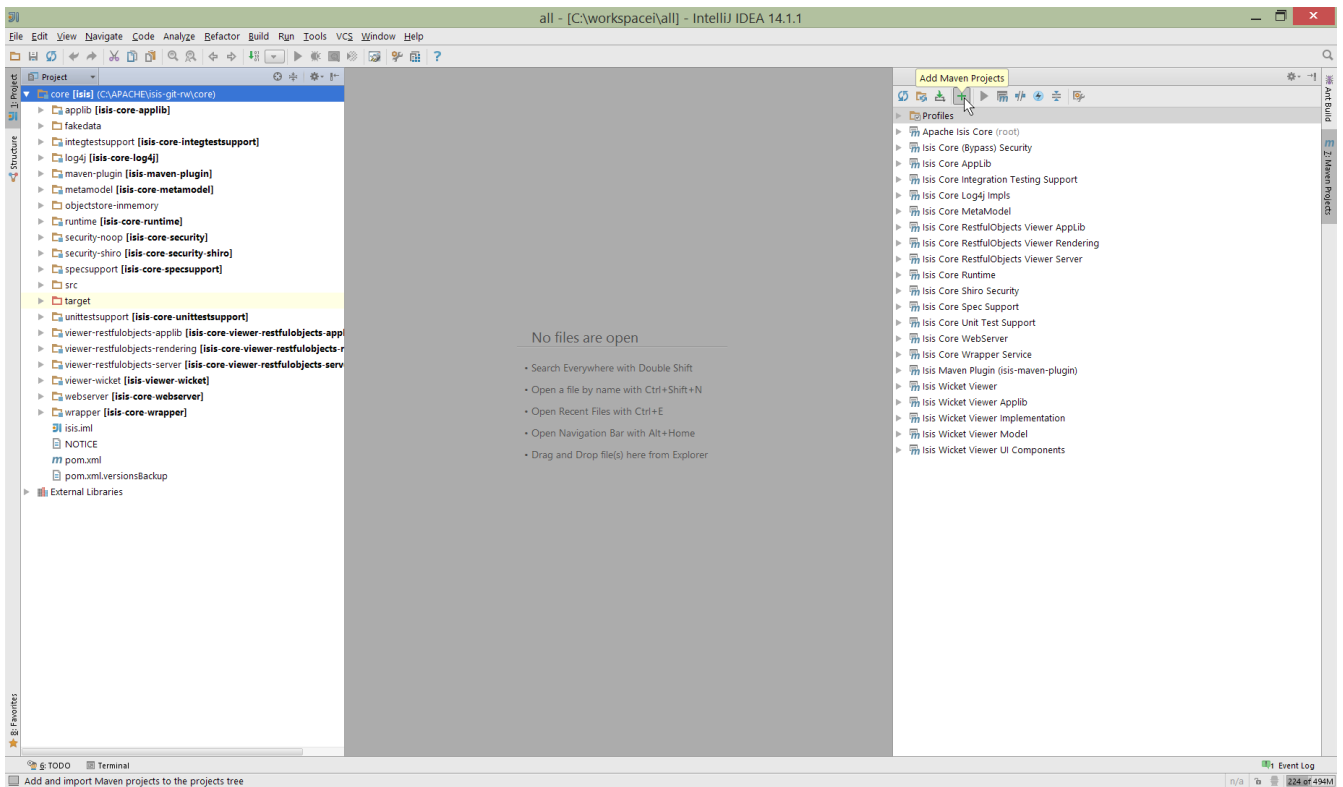 all - [C:\workspacei\all] - IntelliJ IDEA 14.1.1
File Edit View Navigate Code Analyze Refactor Build Run Tools VCS Window Help
Project
Add Maven Projects
1: Project
Structure
8: Favorites
core [isis] (C:\APACHE\isis-git-rw\core)
applib [isis-core-applib]
fakedata
integtestsupport [isis-core-integtestsupport]
log4j [isis-core-log4j]
maven-plugin [isis-maven-plugin]
metamodel [isis-core-metamodel]
objectstore-inmemory
runtime [isis-core-runtime]
security-noop [isis-core-security]
security-shiro [isis-core-security-shiro]
specsupport [isis-core-specsupport]
src
target
unittestsupport [isis-core-unittestsupport]
viewer-restfulobjects-applib [isis-core-viewer-restfulobjects-appl
viewer-restfulobjects-rendering [isis-core-viewer-restfulobjects-r
viewer-restfulobjects-server [isis-core-viewer-restfulobjects-serv
viewer-wicket [isis-viewer-wicket]
webserver [isis-core-webserver]
wrapper [isis-core-wrapper]
isis.iml
NOTICE
pom.xml
pom.xml.versionsBackup
External Libraries
No files are open
• Search Everywhere with Double Shift
• Open a file by name with Ctrl+Shift+N
• Open Recent Files with Ctrl+E
• Open Navigation Bar with Alt+Home
• Drag and Drop file(s) here from Explorer
Profiles
Apache Isis Core (root)
Isis Core (Bypass) Security
Isis Core AppLib
Isis Core Integration Testing Support
Isis Core Log4j Impls
Isis Core MetaModel
Isis Core RestfulObjects Viewer AppLib
Isis Core RestfulObjects Viewer Rendering
Isis Core RestfulObjects Viewer Server
Isis Core Runtime
Isis Core Shiro Security
Isis Core Spec Support
Isis Core Unit Test Support
Isis Core WebServer
Isis Core Wrapper Service
Isis Maven Plugin (isis-maven-plugin)
Isis Wicket Viewer
Isis Wicket Viewer Applib
Isis Wicket Viewer Implementation
Isis Wicket Viewer Model
Isis Wicket Viewer UI Components
Ant Build
7: Maven Projects
6: TODO Terminal
1 Event Log
Add and import Maven projects to the projects tree
n/a
224 of 494M